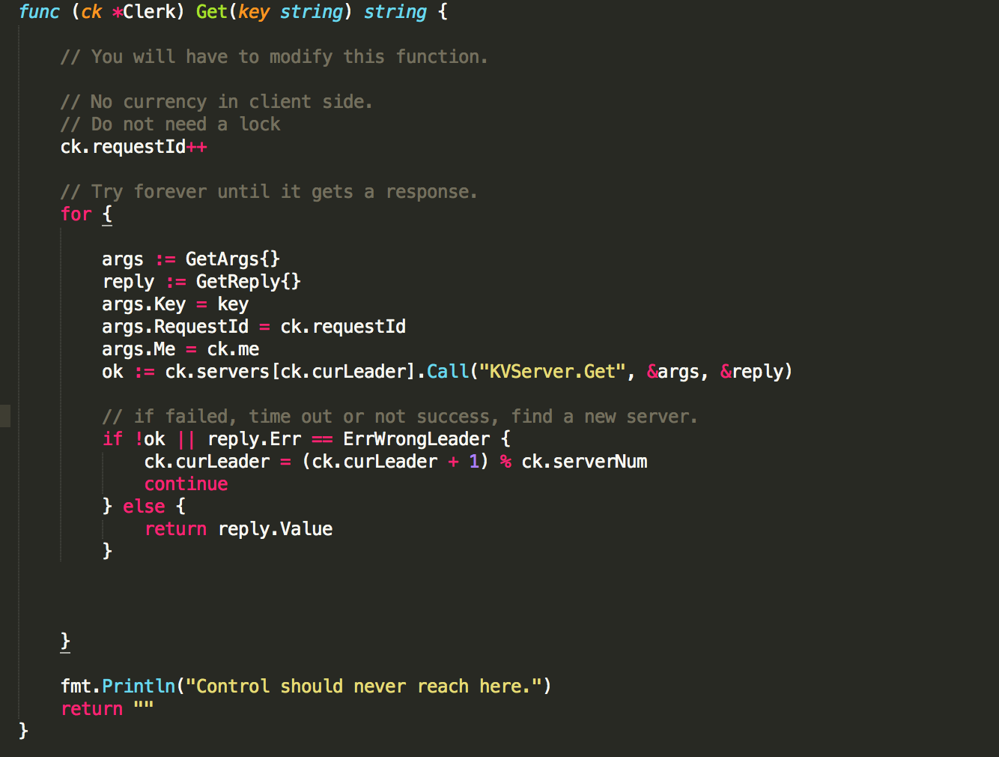 func (ck *Clerk) Get(key string) string {
// You will have to modify this function.
// No currency in client side.
// Do not need a lock
ck.requestId++
// Try forever until it gets a response.
for {
args := GetArgs{}
reply := GetReply{}
args.Key = key
args.RequestId = ck.requestId
args.Me = ck.me
ok := ck.servers[ck.curLeader].Call("KVServer.Get", &args, &reply)
// if failed, time out or not success, find a new server.
if !ok || reply.Err == ErrWrongLeader {
ck.curLeader = (ck.curLeader + 1) % ck.serverNum
continue
} else {
return reply.Value
}
}
fmt.Println("Control should never reach here.")
return ""
}